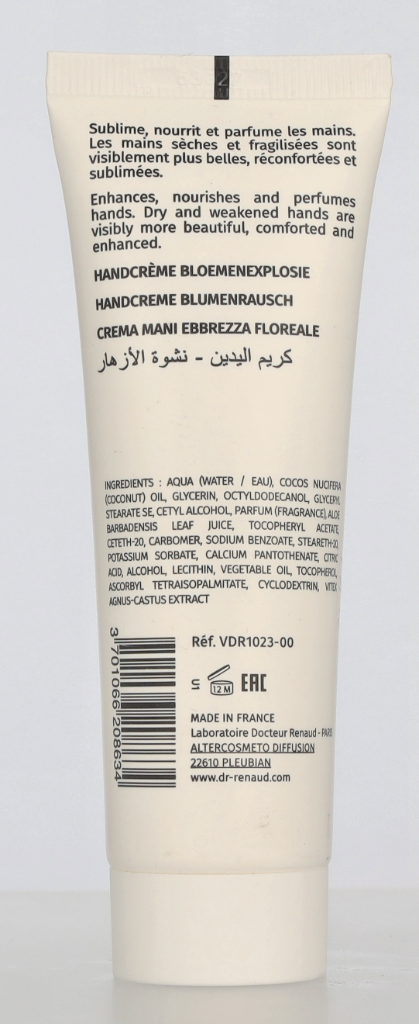 Sublime, nourrit et parfume les mains.
Les mains sèches et fragilisées sont
visiblement plus belles, réconfortées et
sublimées.
Enhances, nourishes and perfumes
hands. Dry and weakened hands are
visibly more beautiful, comforted and
enhanced.
HANDCRÈME BLOEMENEXPLOSIE
HANDCREME BLUMENRAUSCH
CREMA MANI EBBREZZA FLOREALE
كريم اليدين - نشوة الأزهار
INGREDIENTS : AQUA (WATER / EAU), COCOS NUCIFERA
(COCONUT) OIL, GLYCERIN, OCTYLDODECANOL, GLYCERYL
STEARATE SE, CETYL ALCOHOL, PARFUM (FRAGRANCE), ALOE
BARBADENSIS LEAF JUICE, TOCOPHERYL ACETATE,
CETETH-20, CARBOMER, SODIUM BENZOATE, STEARETH-20,
POTASSIUM SORBATE, CALCIUM PANTOTHENATE, CITRIC
ACID, ALCOHOL, LECITHIN, VEGETABLE OIL, TOCOPHEROL,
ASCORBYL TETRAISOPALMITATE, CYCLODEXTRIN, VITEX
AGNUS-CASTUS EXTRACT
3 701066 208634
Réf. VDR1023-00
12 M EAC
MADE IN FRANCE
Laboratoire Docteur Renaud - PARIS
ALTERCOSMETO DIFFUSION
22610 PLEUBIAN
www.dr-renaud.com